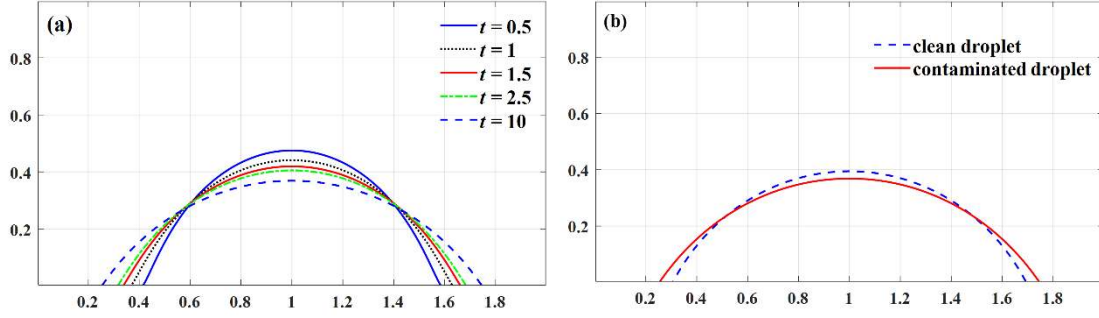 (a)
t = 0.5
t = 1
t = 1.5
t = 2.5
t = 10
0.8
0.6
0.4
0.2
0.2 0.4 0.6 0.8 1 1.2 1.4 1.6 1.8
(b)
clean droplet
contaminated droplet
0.8
0.6
0.4
0.2
0.2 0.4 0.6 0.8 1 1.2 1.4 1.6 1.8